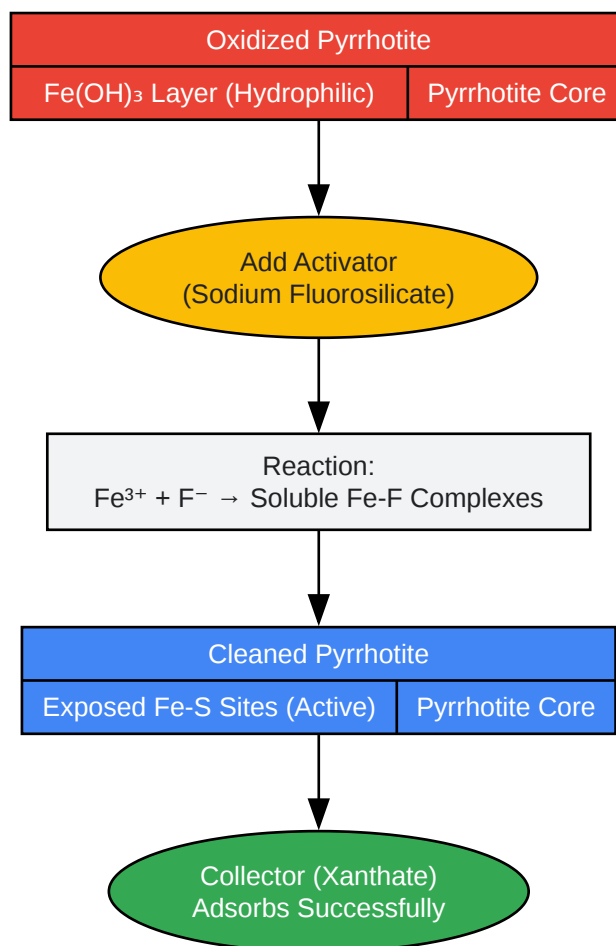 Oxidized Pyrrhotite
Fe(OH)₃ Layer (Hydrophilic)
Pyrrhotite Core
Add Activator
(Sodium Fluorosilicate)
Reaction:
Fe³⁺ + F⁻ → Soluble Fe-F Complexes
Cleaned Pyrrhotite
Exposed Fe-S Sites (Active)
Pyrrhotite Core
Collector (Xanthate)
Adsorbs Successfully